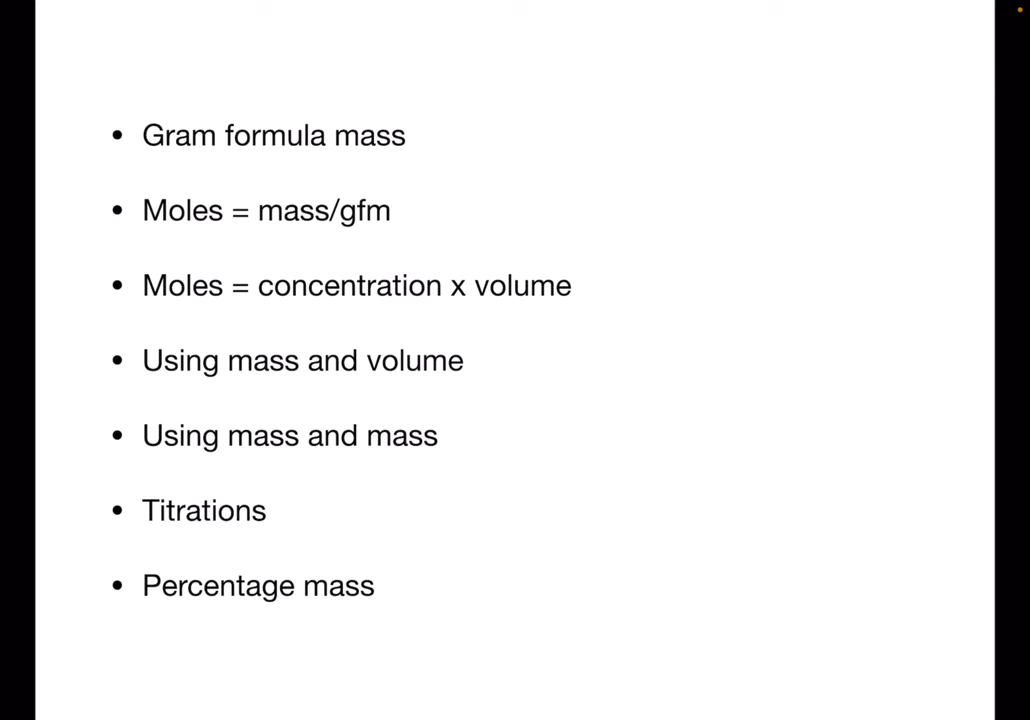 • Gram formula mass
• Moles = mass/gfm
• Moles = concentration x volume
• Using mass and volume
• Using mass and mass
• Titrations
• Percentage mass